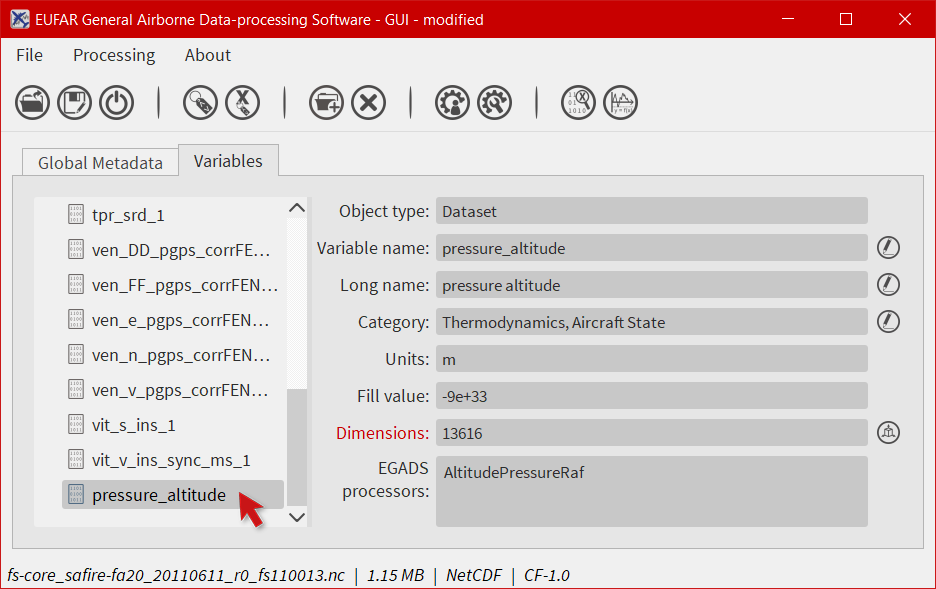 EUFAR General Airborne Data-processing Software - GUI - modified
File Processing About
Global Metadata Variables
tpr_srd_1
ven_DD_pgps_corrFE...
ven_FF_pgps_corrFEN...
ven_e_pgps_corrFEN...
ven_n_pgps_corrFEN...
ven_v_pgps_corrFEN...
vit_s_ins_1
vit_v_ins_sync_ms_1
pressure_altitude
Object type: Dataset
Variable name: pressure_altitude
Long name: pressure altitude
Category: Thermodynamics, Aircraft State
Units: m
Fill value: -9e+33
Dimensions: 13616
EGADS
processors: AltitudePressureRaf
fs-core_safire-fa20_20110611_r0_fs110013.nc | 1.15 MB | NetCDF | CF-1.0